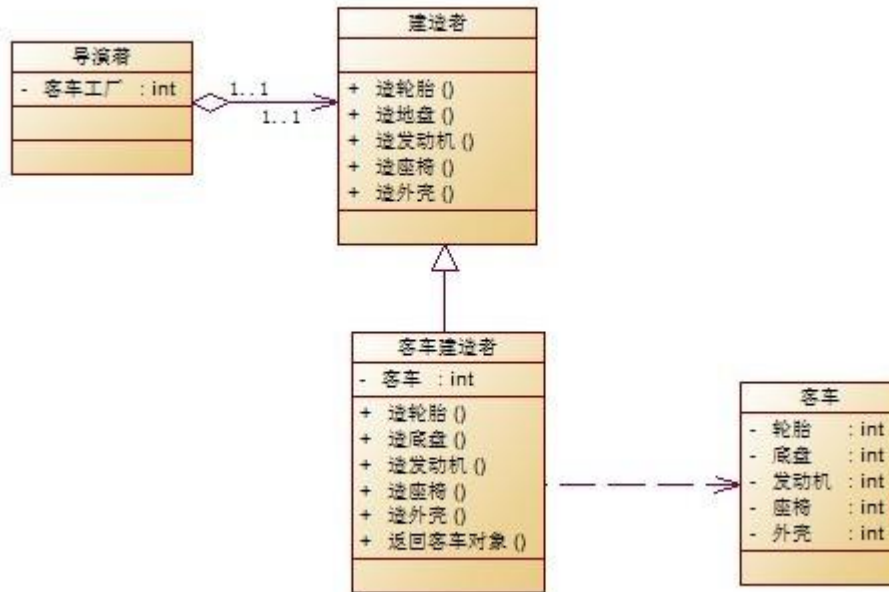 导演者
- 客车工厂 : int
1..1
1..1
建造者
+ 造轮胎 ()
+ 造地盘 ()
+ 造发动机 ()
+ 造座椅 ()
+ 造外壳 ()
客车建造者
- 客车 : int
+ 造轮胎 ()
+ 造底盘 ()
+ 造发动机 ()
+ 造座椅 ()
+ 造外壳 ()
+ 返回客车对象 ()
客车
- 轮胎 : int
- 底盘 : int
- 发动机 : int
- 座椅 : int
- 外壳 : int